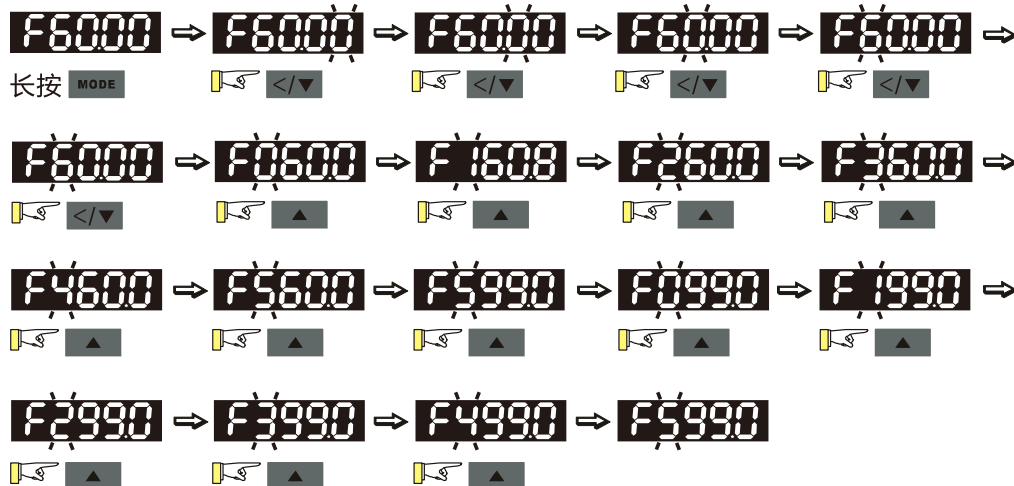 F60.00 F60.00 F60.00 F60.00 F60.00
长按 MODE </▼ </▼ </▼ </▼
F60.00 F060.0 F160.8 F260.0 F360.0
</▼ ▲ ▲ ▲ ▲
F460.0 F560.0 F599.0 F099.0 F199.0
▲ ▲ ▲ ▲ ▲
F299.0 F399.0 F499.0 F599.0
▲ ▲ ▲